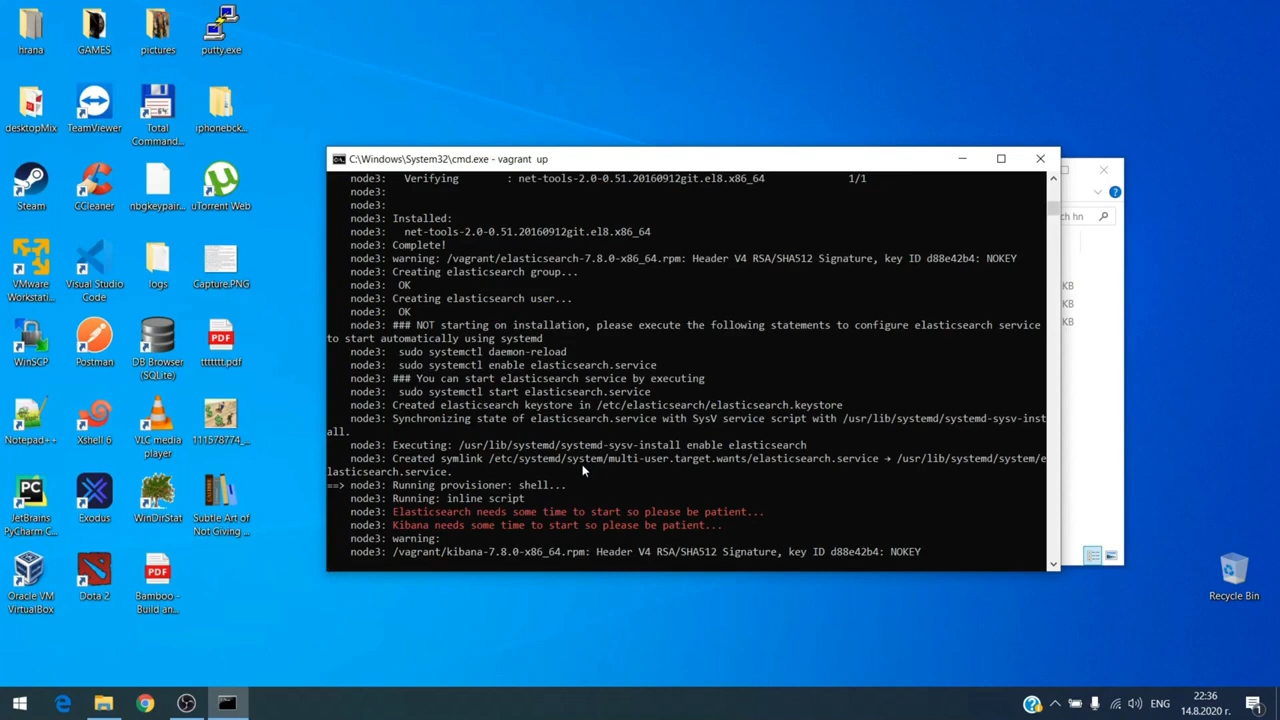 hrana
GAMES
pictures
putty.exe
desktopMix
TeamViewer
Total
Command...
iphonebck...
Steam
CCleaner
nbgkeypair...
uTorrent Web
VMware
Workstati...
Visual Studio
Code
logs
Capture.PNG
WinSCP
Postman
DB Browser
(SQLite)
ttttttt.pdf
Notepad++
Xshell 6
VLC media
player
111578774_...
JetBrains
PyCharm C...
Exodus
WinDirStat
Subtle Art of
Not Giving ...
Oracle VM
VirtualBox
Dota 2
Bamboo -
Build an...
C:\Windows\System32\cmd.exe - vagrant  up
node3:   Verifying        : net-tools-2.0-0.51.20160912git.el8.x86_64              1/1
node3:
node3:
node3: Installed:
node3:   net-tools-2.0-0.51.20160912git.el8.x86_64
node3: Complete!
node3: warning: /vagrant/elasticsearch-7.8.0-x86_64.rpm: Header V4 RSA/SHA512 Signature, key ID d88e42b4: NOKEY
node3: Creating elasticsearch group...
node3:  OK
node3: Creating elasticsearch user...
node3:  OK
node3: ### NOT starting on installation, please execute the following statements to configure elasticsearch service
to start automatically using systemd
node3:  sudo systemctl daemon-reload
node3:  sudo systemctl enable elasticsearch.service
node3: ### You can start elasticsearch service by executing
node3:  sudo systemctl start elasticsearch.service
node3: Created elasticsearch keystore in /etc/elasticsearch/elasticsearch.keystore
node3: Synchronizing state of elasticsearch.service with SysV service script with /usr/lib/systemd/systemd-sysv-inst
all.
node3: Executing: /usr/lib/systemd/systemd-sysv-install enable elasticsearch
node3: Created symlink /etc/systemd/system/multi-user.target.wants/elasticsearch.service → /usr/lib/systemd/system/e
lasticsearch.service.
==> node3: Running provisioner: shell...
node3: Running: inline script
node3: Elasticsearch needs some time to start so please be patient...
node3: Kibana needs some time to start so please be patient...
node3: warning:
node3: /vagrant/kibana-7.8.0-x86_64.rpm: Header V4 RSA/SHA512 Signature, key ID d88e42b4: NOKEY
ch hn
KB
KB
KB
Recycle Bin
ЕНГ
22:36
14.8.2020 г.
1